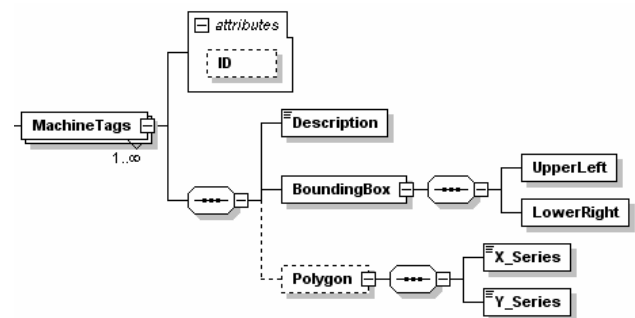 attributes
ID
MachineTags
1..∞
Description
BoundingBox
UpperLeft
LowerRight
Polygon
X_Series
Y_Series